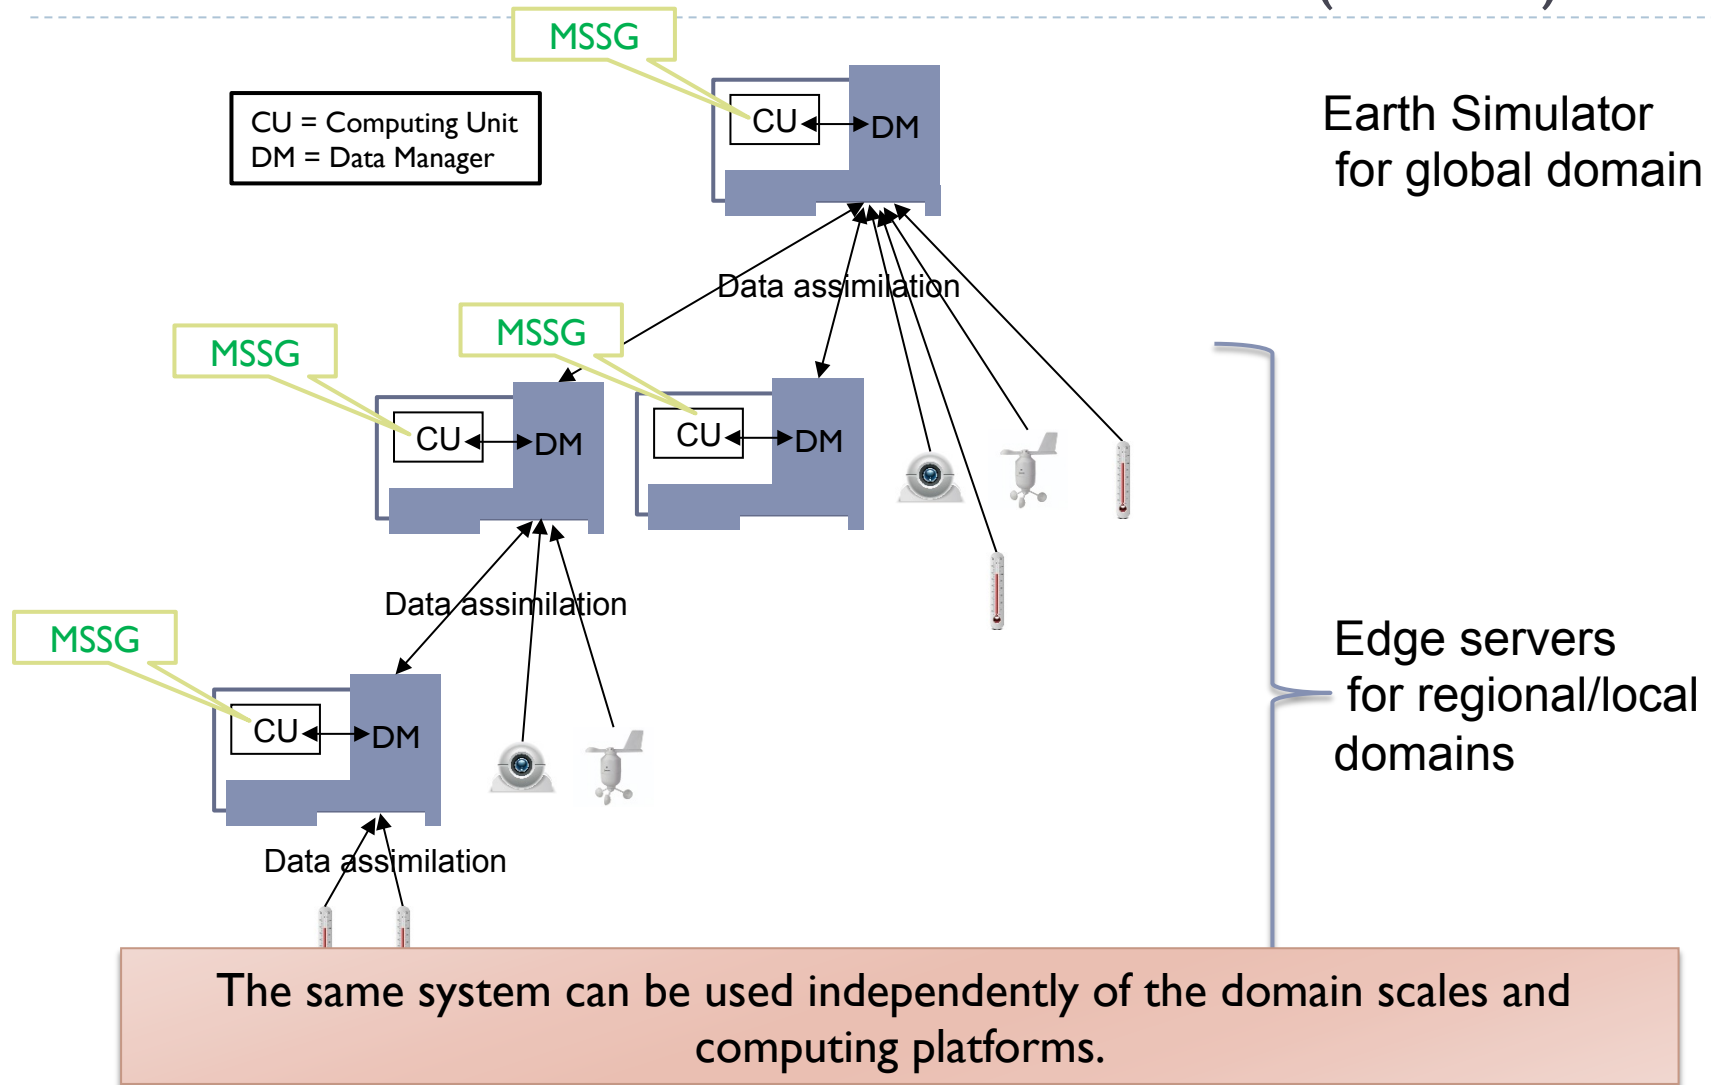 MSSG
CU = Computing Unit
DM = Data Manager
CU
DM
Earth Simulator
for global domain
Data assimilation
MSSG
MSSG
CU
DM
CU
DM
Data assimilation
MSSG
CU
DM
Edge servers
for regional/local
domains
Data assimilation
The same system can be used independently of the domain scales and
computing platforms.